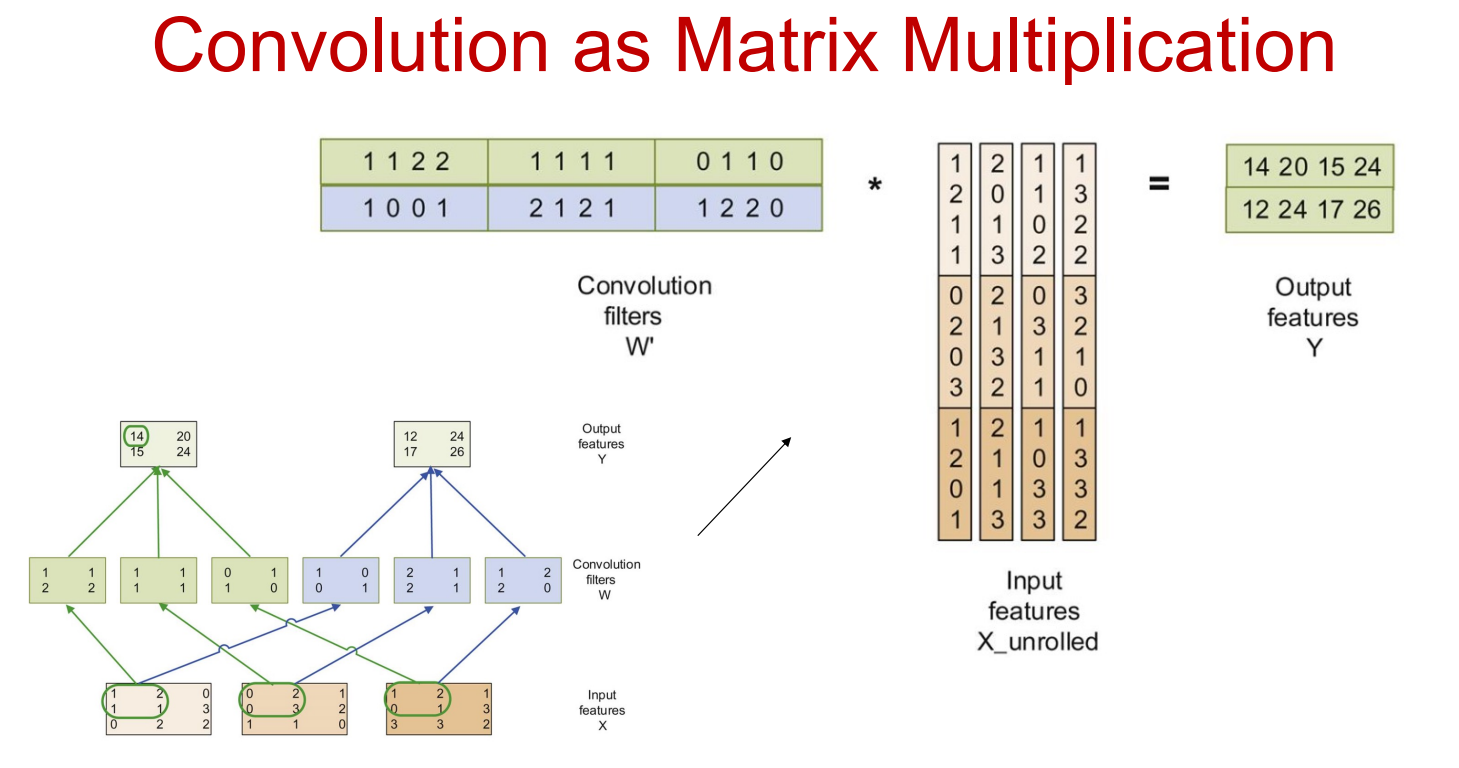 Convolution as Matrix Multiplication
1 1 2 2 1 1 1 1 0 1 1 0
1 0 0 1 2 1 2 1 1 2 2 0
*
1 2 1 1
2 0 1 3
1 1 0 2
1 3 2 2
0 2 0 3
2 1 3 2
0 3 1 1
3 2 1 0
1 2 1 1
2 1 0 3
0 1 3 3
1 3 3 2
=
14 20 15 24
12 24 17 26
Convolution
filters
W'
Input
features
X_unrolled
Output
features
Y
14 20
15 24
12 24
17 26
Output
features
Y
1 1
2 2
1 1
1 1
0 1
1 0
1 0
0 1
2 1
2 1
1 2
2 0
Convolution
filters
W
1 2 0
1 1 3
0 2 2
0 2 1
0 3 2
1 1 0
1 2 1
0 1 3
3 3 2
Input
features
X